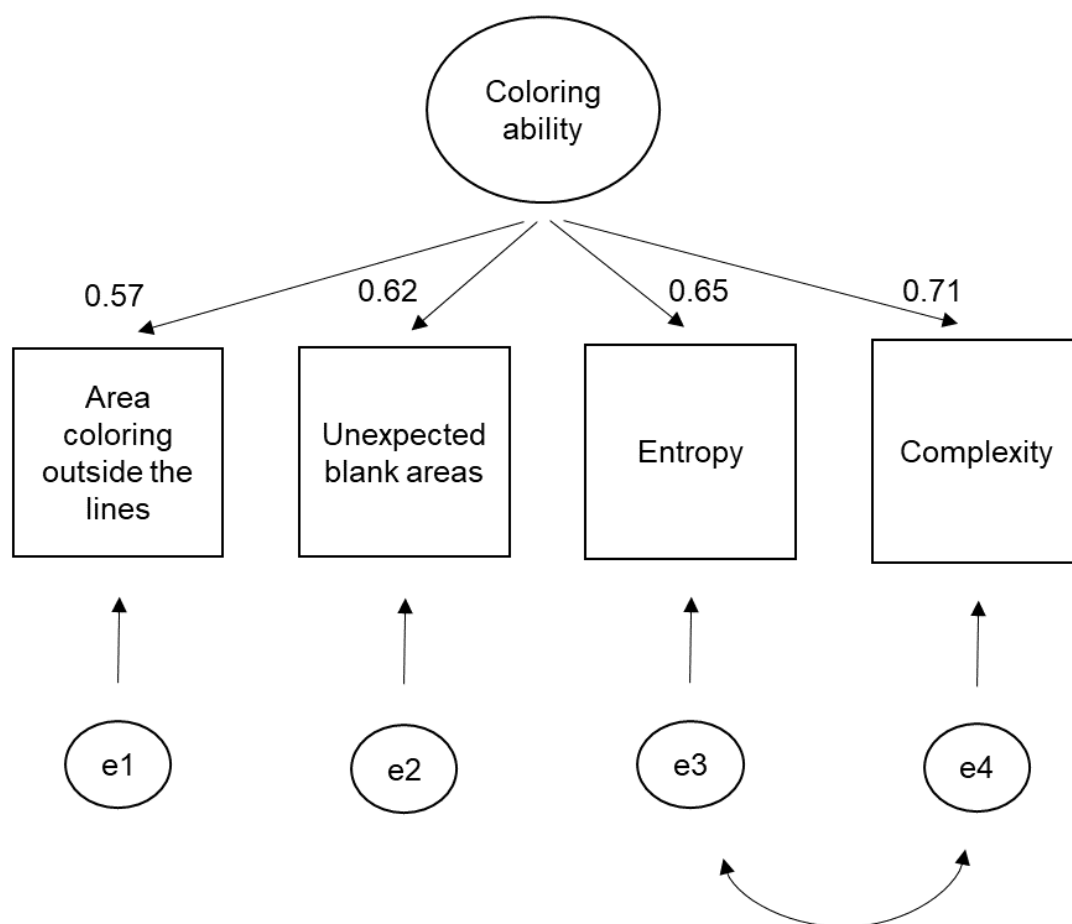 Coloring
ability
0.57
0.62
0.65
0.71
Area
coloring
outside the
lines
Unexpected
blank areas
Entropy
Complexity
e1
e2
e3
e4